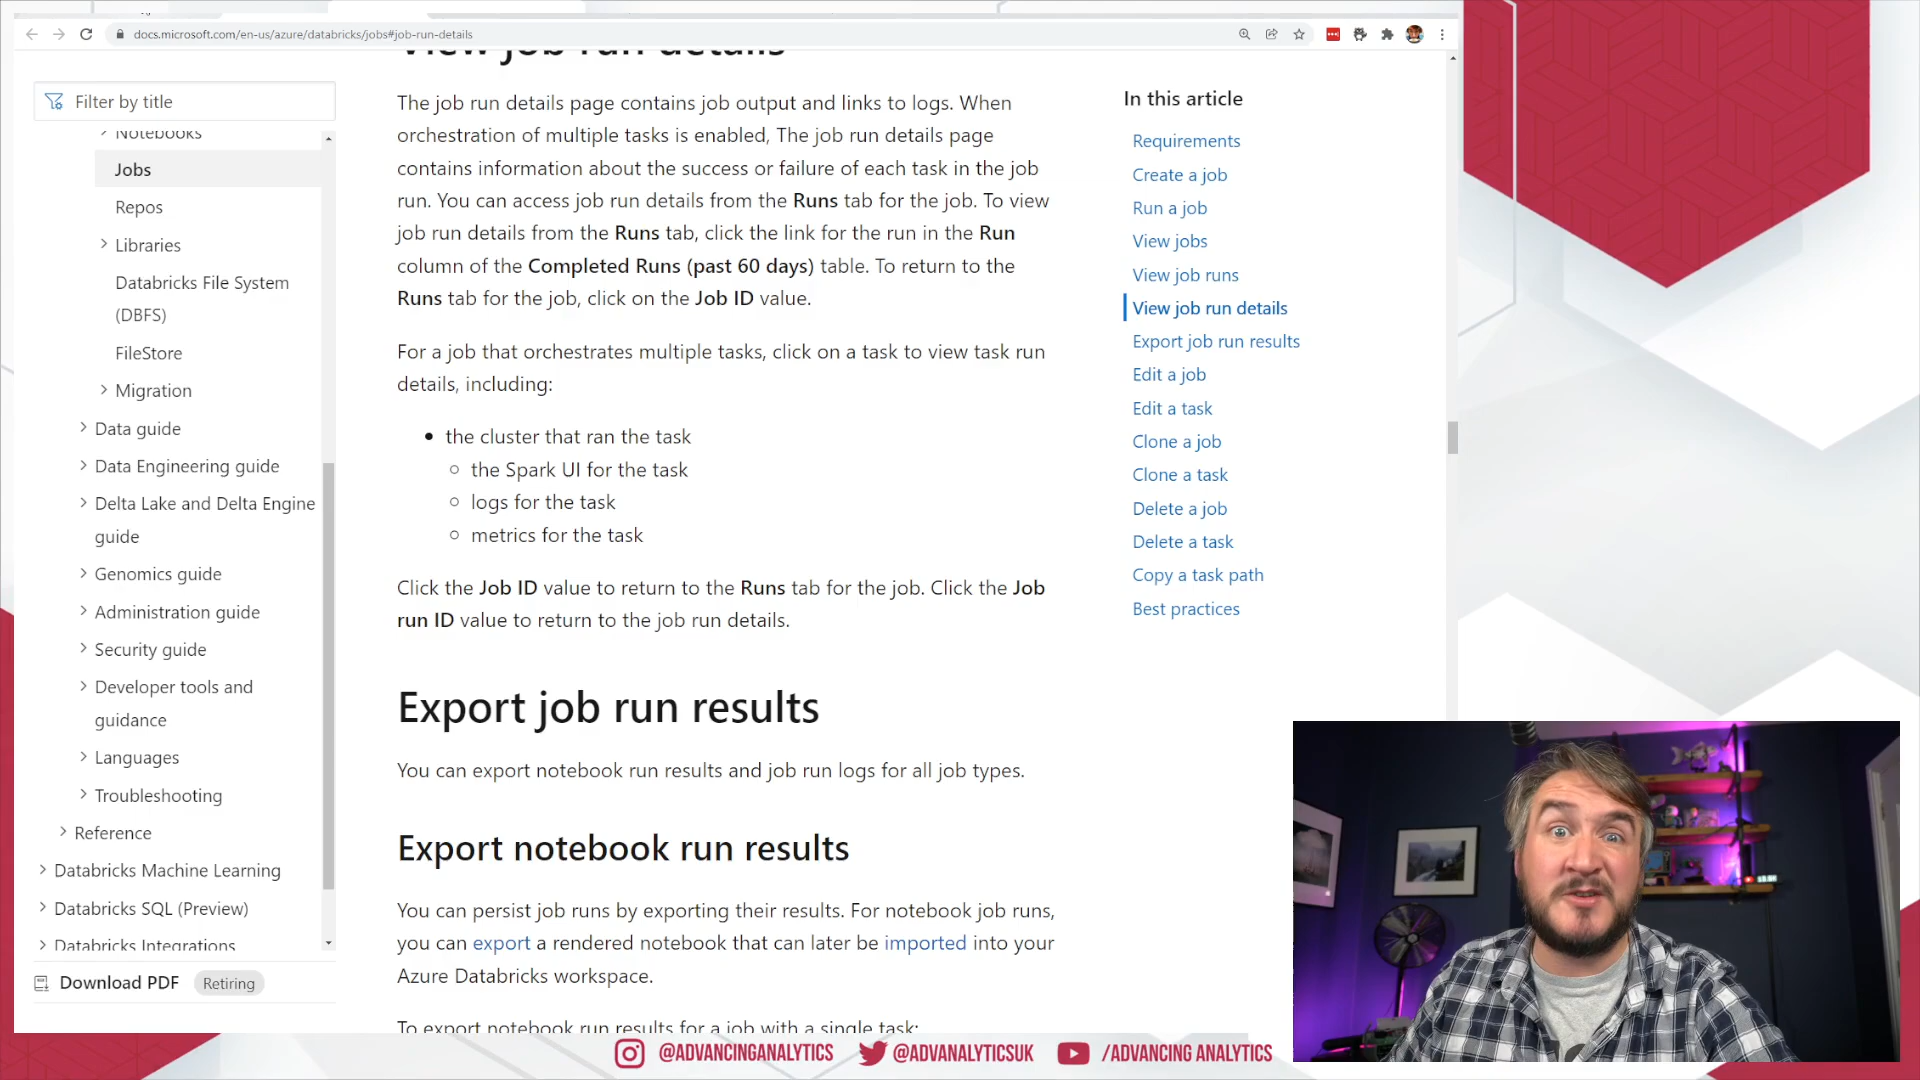 docs.microsoft.com/en-us/azure/databricks/jobs#job-run-details
View job run details
Filter by title
Notebooks
Jobs
Repos
Libraries
Databricks File System
(DBFS)
FileStore
Migration
Data guide
Data Engineering guide
Delta Lake and Delta Engine
guide
Genomics guide
Administration guide
Security guide
Developer tools and
guidance
Languages
Troubleshooting
Reference
Databricks Machine Learning
Databricks SQL (Preview)
Databricks Integrations
Download PDF
Retiring
The job run details page contains job output and links to logs. When
orchestration of multiple tasks is enabled, The job run details page
contains information about the success or failure of each task in the job
run. You can access job run details from the Runs tab for the job. To view
job run details from the Runs tab, click the link for the run in the Run
column of the Completed Runs (past 60 days) table. To return to the
Runs tab for the job, click on the Job ID value.
For a job that orchestrates multiple tasks, click on a task to view task run
details, including:
the cluster that ran the task
the Spark UI for the task
logs for the task
metrics for the task
Click the Job ID value to return to the Runs tab for the job. Click the Job
run ID value to return to the job run details.
Export job run results
You can export notebook run results and job run logs for all job types.
Export notebook run results
You can persist job runs by exporting their results. For notebook job runs,
you can export a rendered notebook that can later be imported into your
Azure Databricks workspace.
To export notebook run results for a job with a single task:
In this article
Requirements
Create a job
Run a job
View jobs
View job runs
View job run details
Export job run results
Edit a job
Edit a task
Clone a job
Clone a task
Delete a job
Delete a task
Copy a task path
Best practices
@ADVANCINGANALYTICS
@ADVANALYTICSUK
/ADVANCING ANALYTICS